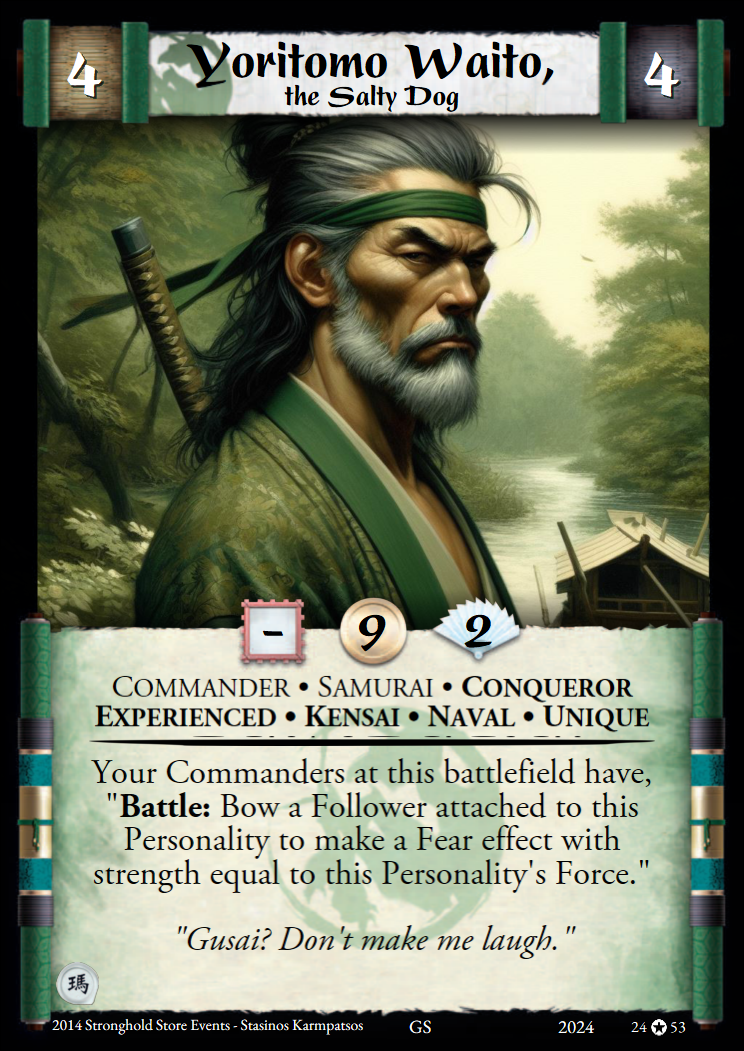 4
Yoritomo Waito,
4
the Salty Dog
- 9 2
COMMANDER • SAMURAI • CONQUEROR
EXPERIENCED • KENSAI • NAVAL • UNIQUE
Your Commanders at this battlefield have,
"Battle: Bow a Follower attached to this
Personality to make a Fear effect with
strength equal to this Personality's Force."
"Gusai? Don't make me laugh."
瑪
2014 Stronghold Store Events - Stasinos Karmpatsos GS 2024 24 ✪ 53